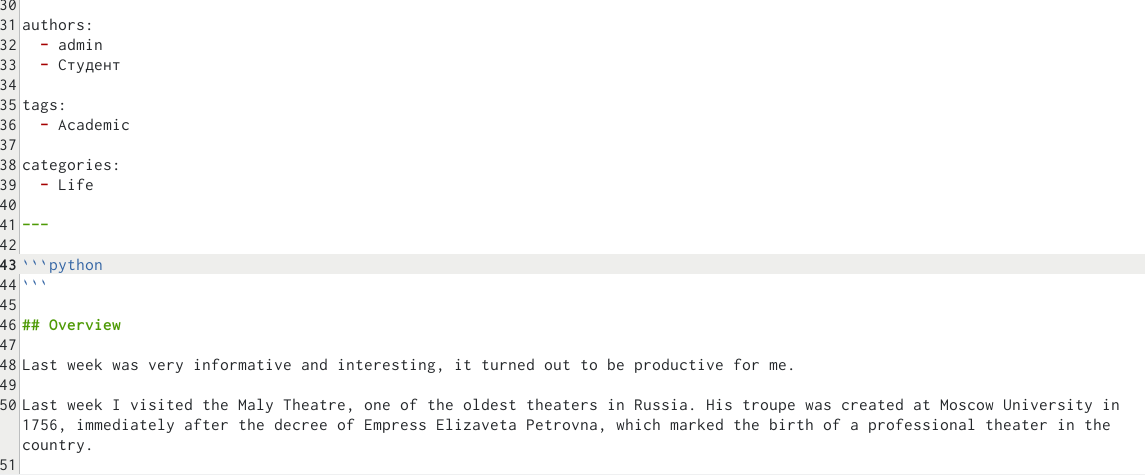 30
31 authors:
32   - admin
33   - Студент
34
35 tags:
36   - Academic
37
38 categories:
39   - Life
40
41 ---
42
43 ```python
44 ```
45
46 ## Overview
47
48 Last week was very informative and interesting, it turned out to be productive for me.
49
50 Last week I visited the Maly Theatre, one of the oldest theaters in Russia. His troupe was created at Moscow University in
1756, immediately after the decree of Empress Elizaveta Petrovna, which marked the birth of a professional theater in the
country.
51